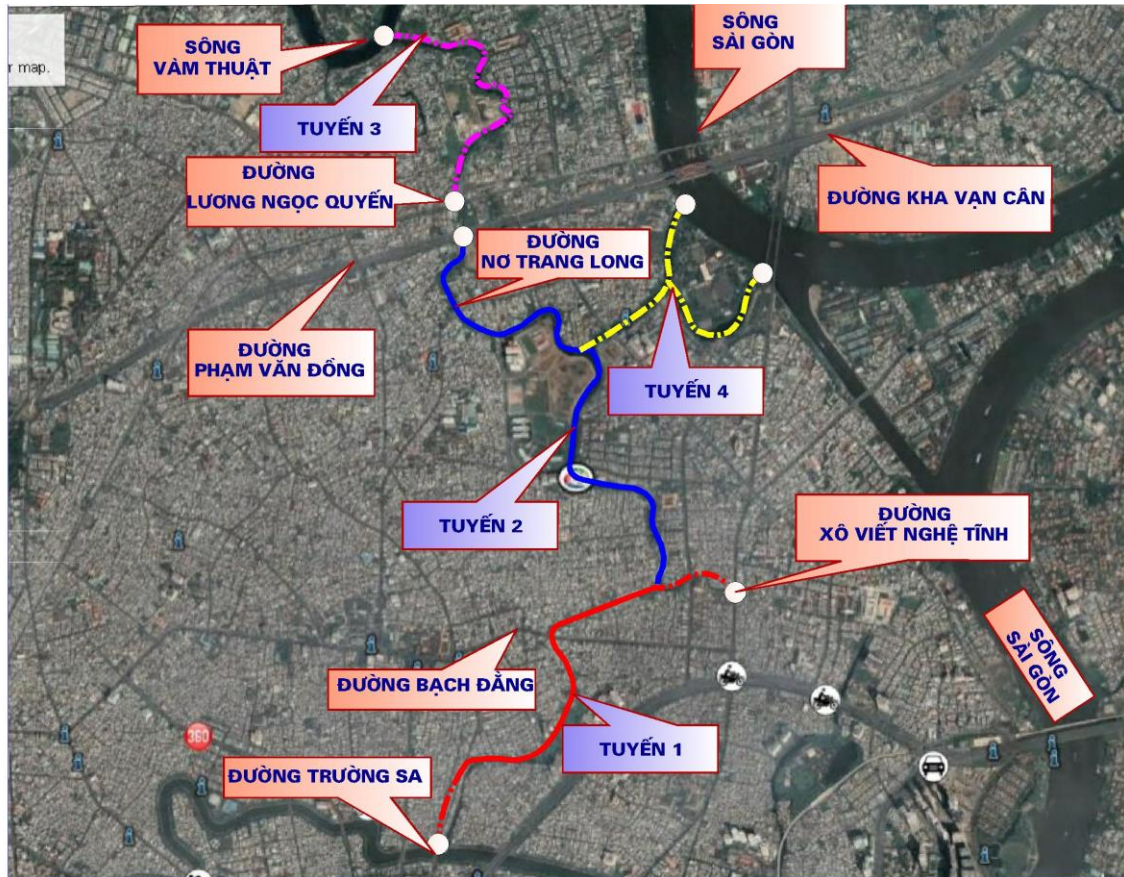 r map.
SÔNG
VÀM THUẬT
SÔNG
SÀI GÒN
TUYẾN 3
ĐƯỜNG
LƯƠNG NGỌC QUYẾN
ĐƯỜNG KHA VẠN CÂN
ĐƯỜNG
NƠ TRANG LONG
ĐƯỜNG
PHẠM VĂN ĐỒNG
TUYẾN 4
TUYẾN 2
ĐƯỜNG
XÔ VIẾT NGHỆ TĨNH
SÔNG
SÀI GÒN
ĐƯỜNG BẠCH ĐẰNG
TUYẾN 1
360
ĐƯỜNG TRƯỜNG SA